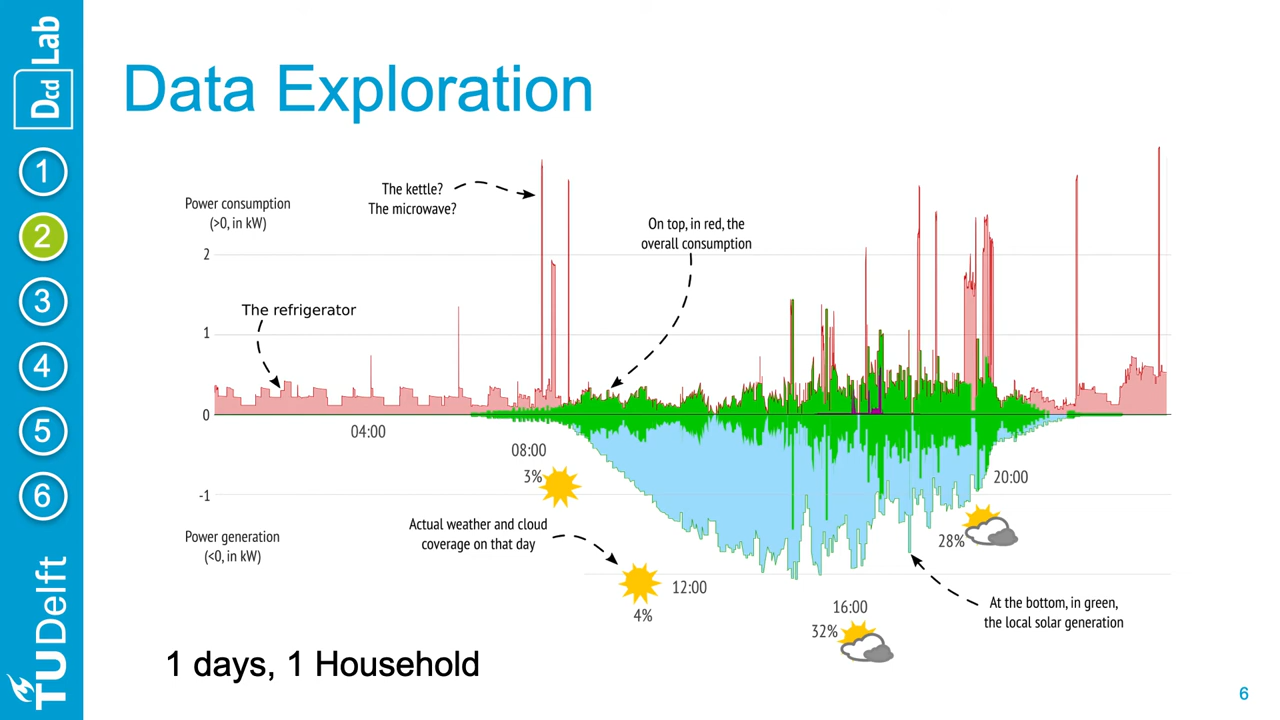 Dcd Lab
1
2
3
4
5
6
TUDelft
Data Exploration
Power consumption
(>0, in kW)
The kettle?
The microwave?
On top, in red, the
overall consumption
2
The refrigerator
1
0
04:00
08:00
3%
20:00
-1
Actual weather and cloud
coverage on that day
Power generation
(<0, in kW)
28%
12:00
4%
16:00
32%
At the bottom, in green,
the local solar generation
1 days, 1 Household
6